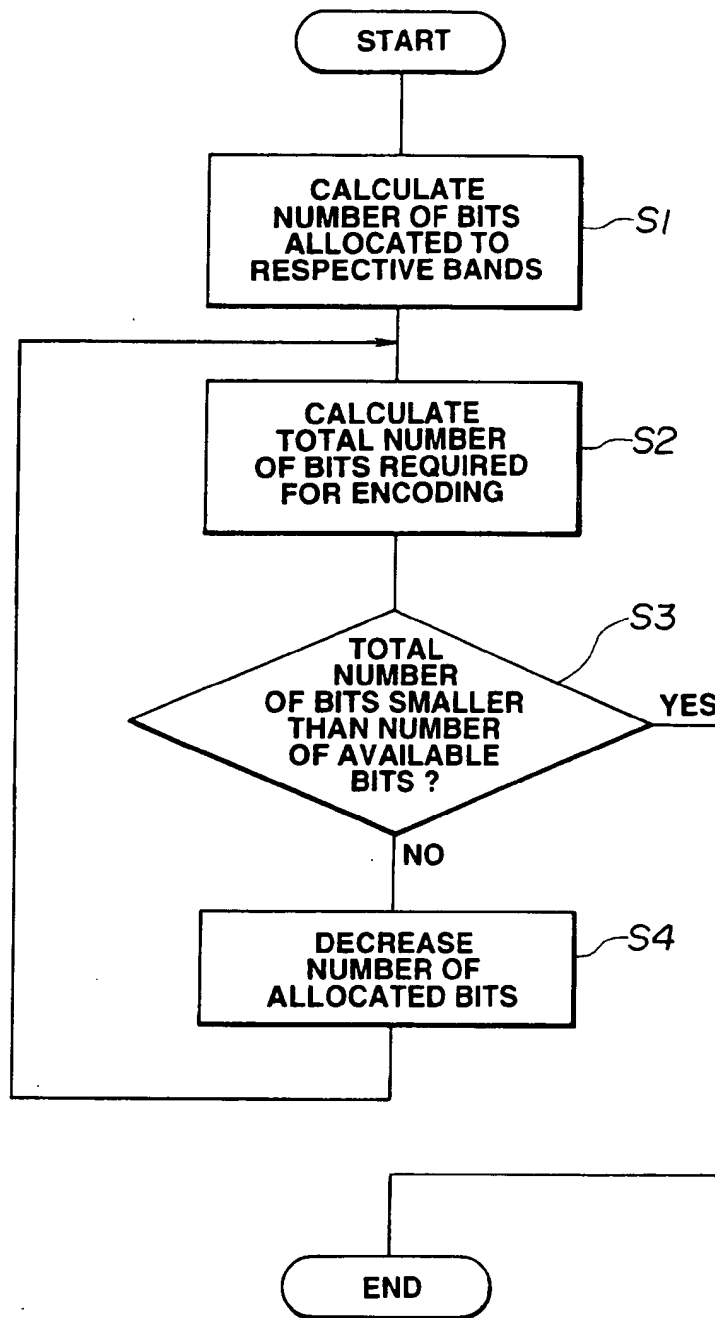 START
CALCULATE
NUMBER OF BITS
ALLOCATED TO
RESPECTIVE BANDS
S1
CALCULATE
TOTAL NUMBER
OF BITS REQUIRED
FOR ENCODING
S2
S3
TOTAL
NUMBER
OF BITS SMALLER
THAN NUMBER
OF AVAILABLE
BITS ?
YES
NO
DECREASE
NUMBER OF
ALLOCATED BITS
S4
END